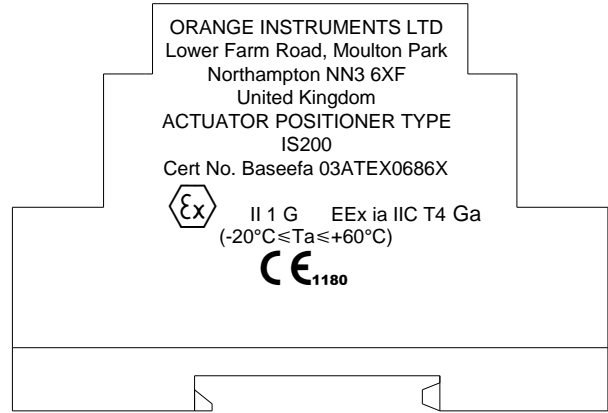 ORANGE INSTRUMENTS LTD
Lower Farm Road, Moulton Park
Northampton NN3 6XF
United Kingdom
ACTUATOR POSITIONER TYPE
IS200
Cert No. Baseefa 03ATEX0686X
Ex II 1 G EEx ia IIC T4 Ga
(-20°C≤Ta≤+60°C)
CE1180